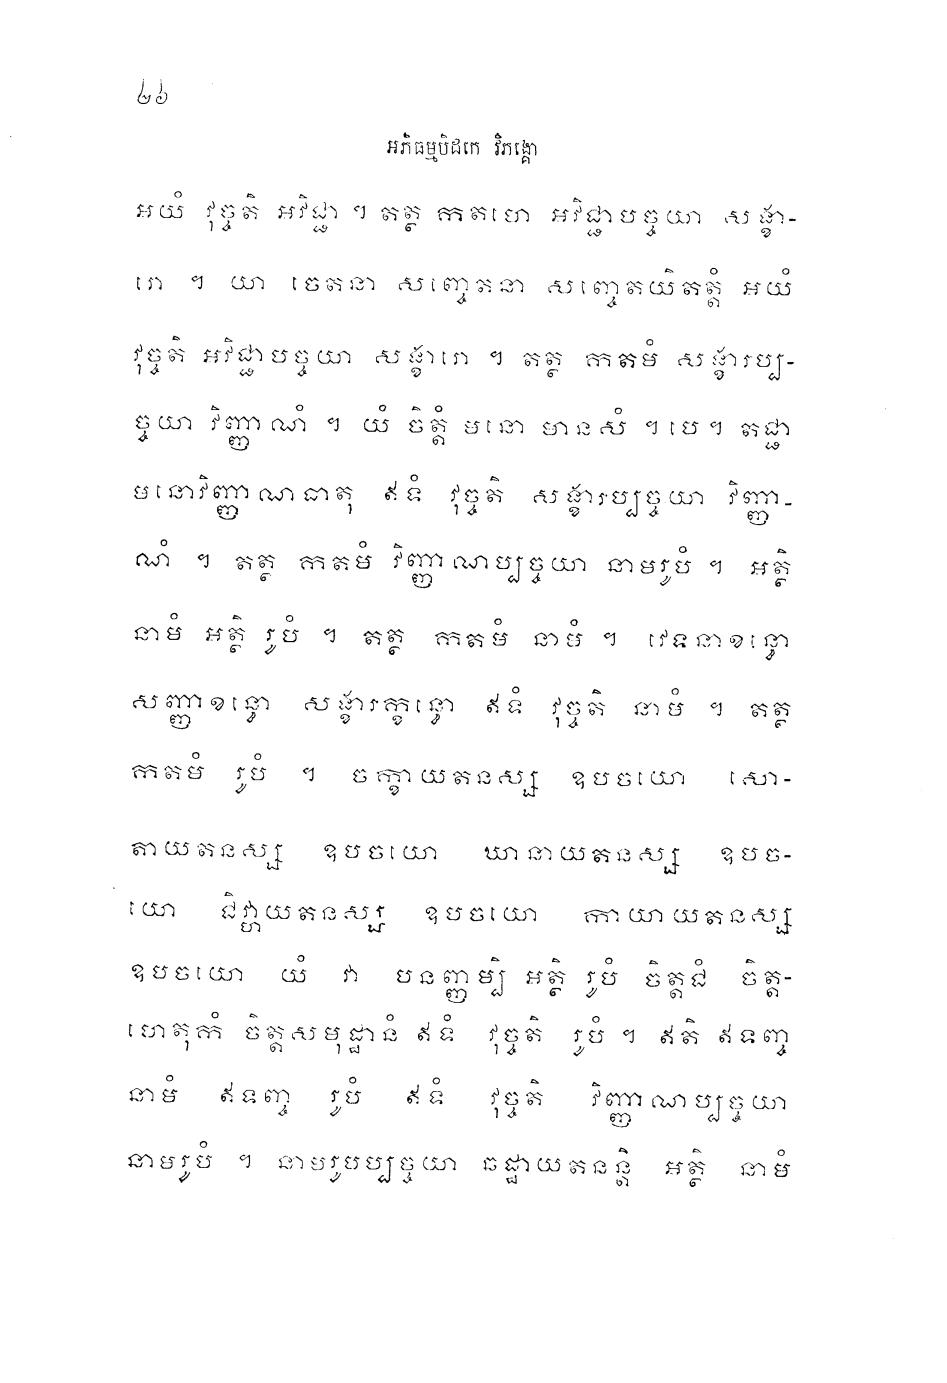 ៤៦
អភិធម្មបិដកេ វិភង្គោ
អយំ វុច្ចតិ អវិជ្ជា ។ តត្ថ កតមេ អវិជ្ជាបច្ចយា សង្ខា-
រោ ។ យា ចេតនា សញ្ចេតនា សញ្ចេតយិតត្តំ អយំ
វុច្ចតិ អវិជ្ជាបច្ចយា សង្ខារោ ។ តត្ថ កតមំ សង្ខារប្ប-
ច្ចយា វិញ្ញាណំ ។ យំ ចិត្តំ មនោ មានសំ ។បេ។ តជ្ជា
មនោវិញ្ញាណធាតុ ឥទំ វុច្ចតិ សង្ខារប្បច្ចយា វិញ្ញា-
ណំ ។ តត្ថ កតមំ វិញ្ញាណប្បច្ចយា នាមរូបំ ។ អត្ថិ
នាមំ អត្ថិ រូបំ ។ តត្ថ កតមំ នាមំ ។ វេទនាខន្ធោ
សញ្ញាខន្ធោ សង្ខារក្ខន្ធោ ឥទំ វុច្ចតិ នាមំ ។ តត្ថ
កតមំ រូបំ ។ ចក្ខាយតនស្ស ឧបចយោ សោ-
តាយតនស្ស ឧបចយោ ឃានាយតនស្ស ឧបច-
យោ ជិវ្ហាយតនស្ស ឧបចយោ កាយាយតនស្ស
ឧបចយោ យំ វា បនញ្ញម្បិ អត្ថិ រូបំ ចិត្តជំ ចិត្ត-
ហេតុកំ ចិត្តសមុដ្ឋានំ ឥទំ វុច្ចតិ រូបំ ។ ឥតិ ឥទញ្ច
នាមំ ឥទញ្ច រូបំ ឥទំ វុច្ចតិ វិញ្ញាណប្បច្ចយា
នាមរូបំ ។ នាមរូបប្បច្ចយា ឆដ្ឋាយតនន្តិ អត្ថិ នាមំ